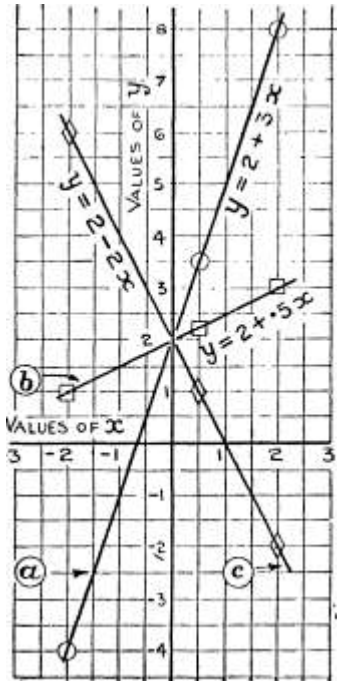 8
7
6
5
4
3
2
1
VALUES OF y
y = 2 + 3x
y = 2 - 2x
y = 2 + .5x
b
VALUES OF x
3 -2 -1 1 2 3
-1
-2
-3
-4
a
c